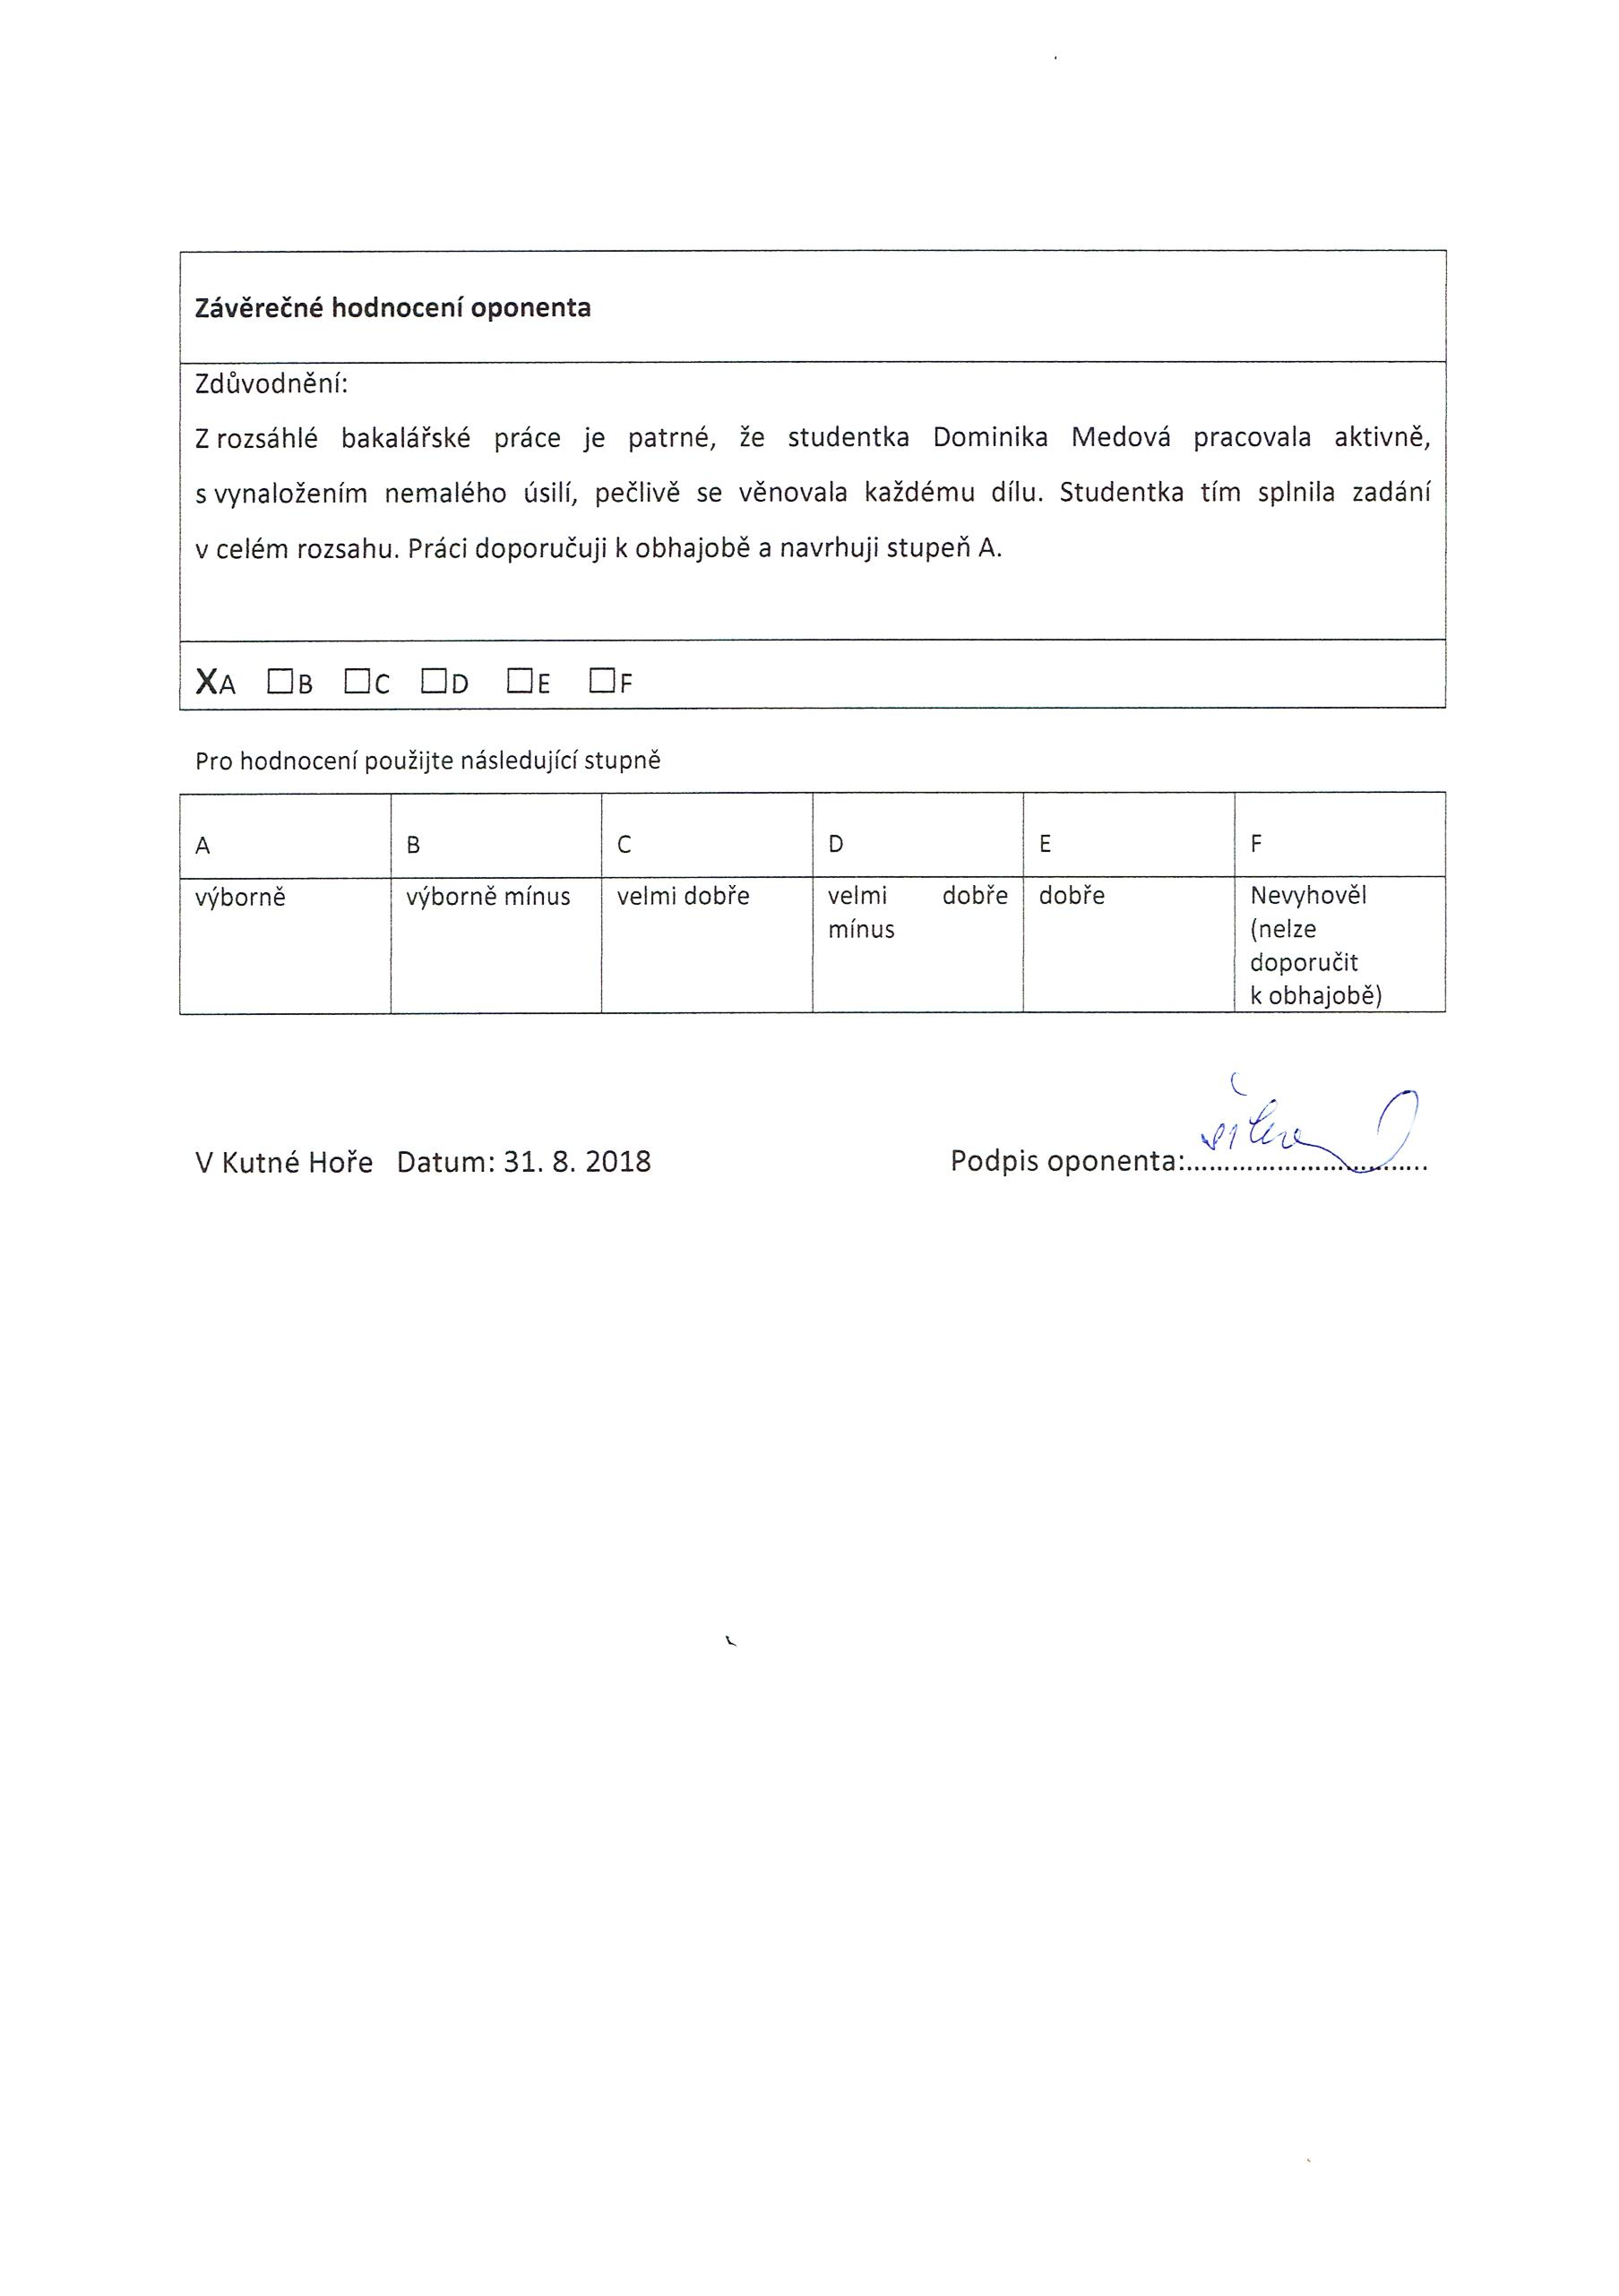 Závěrečné hodnocení oponenta
Zdůvodnění:
Z rozsáhlé bakalářské práce je patrné, že studentka Dominika Medová pracovala aktivně,
s vynaložením nemalého úsilí, pečlivě se věnovala každému dílu. Studentka tím splnila zadání
v celém rozsahu. Práci doporučuji k obhajobě a navrhuji stupeň A.
XA □B □C □D □E □F
Pro hodnocení použijte následující stupně
A B C D E F
výborně výborně mínus velmi dobře velmi dobře dobře Nevyhověl
mínus (nelze
doporučit
k obhajobě)
V Kutné Hoře Datum: 31. 8. 2018 Podpis oponenta:................................